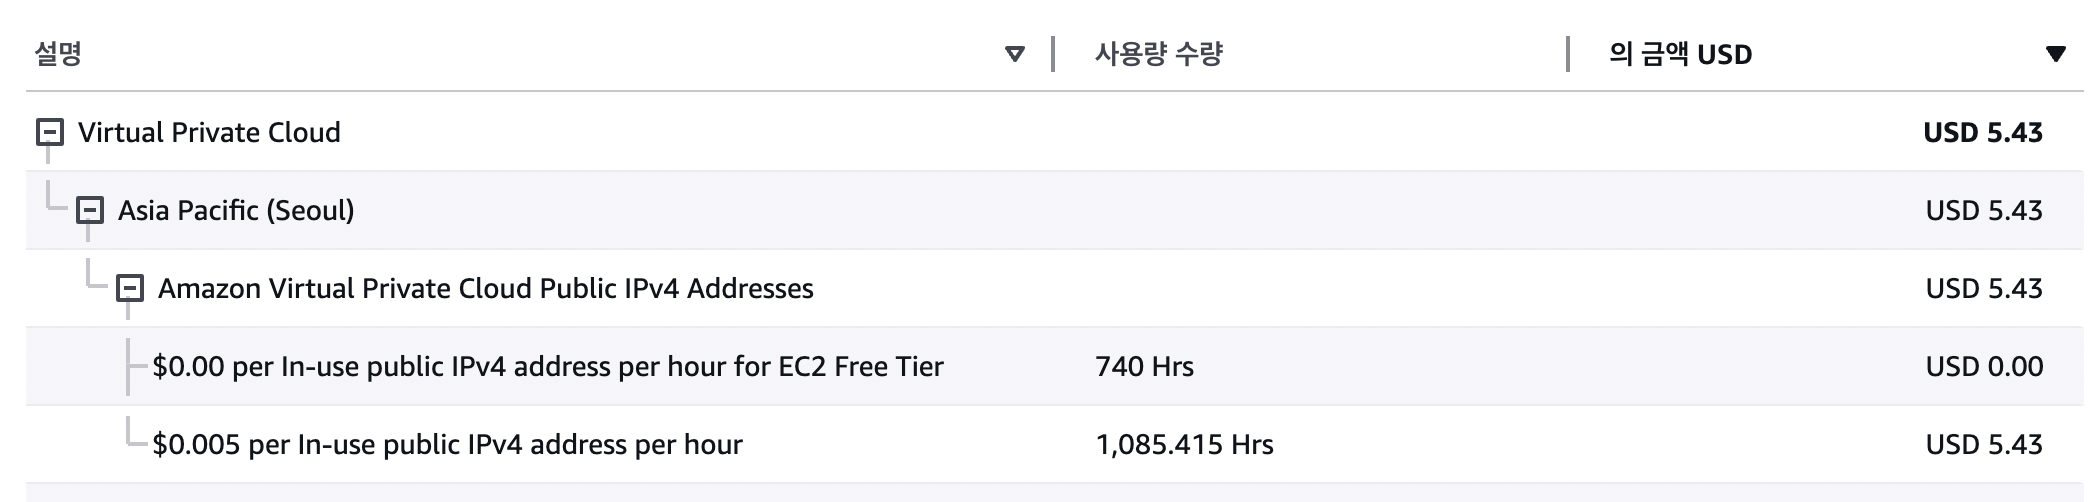 설명 사용량 수량 의 금액 USD
Virtual Private Cloud USD 5.43
Asia Pacific (Seoul) USD 5.43
Amazon Virtual Private Cloud Public IPv4 Addresses USD 5.43
$0.00 per In-use public IPv4 address per hour for EC2 Free Tier 740 Hrs USD 0.00
$0.005 per In-use public IPv4 address per hour 1,085.415 Hrs USD 5.43